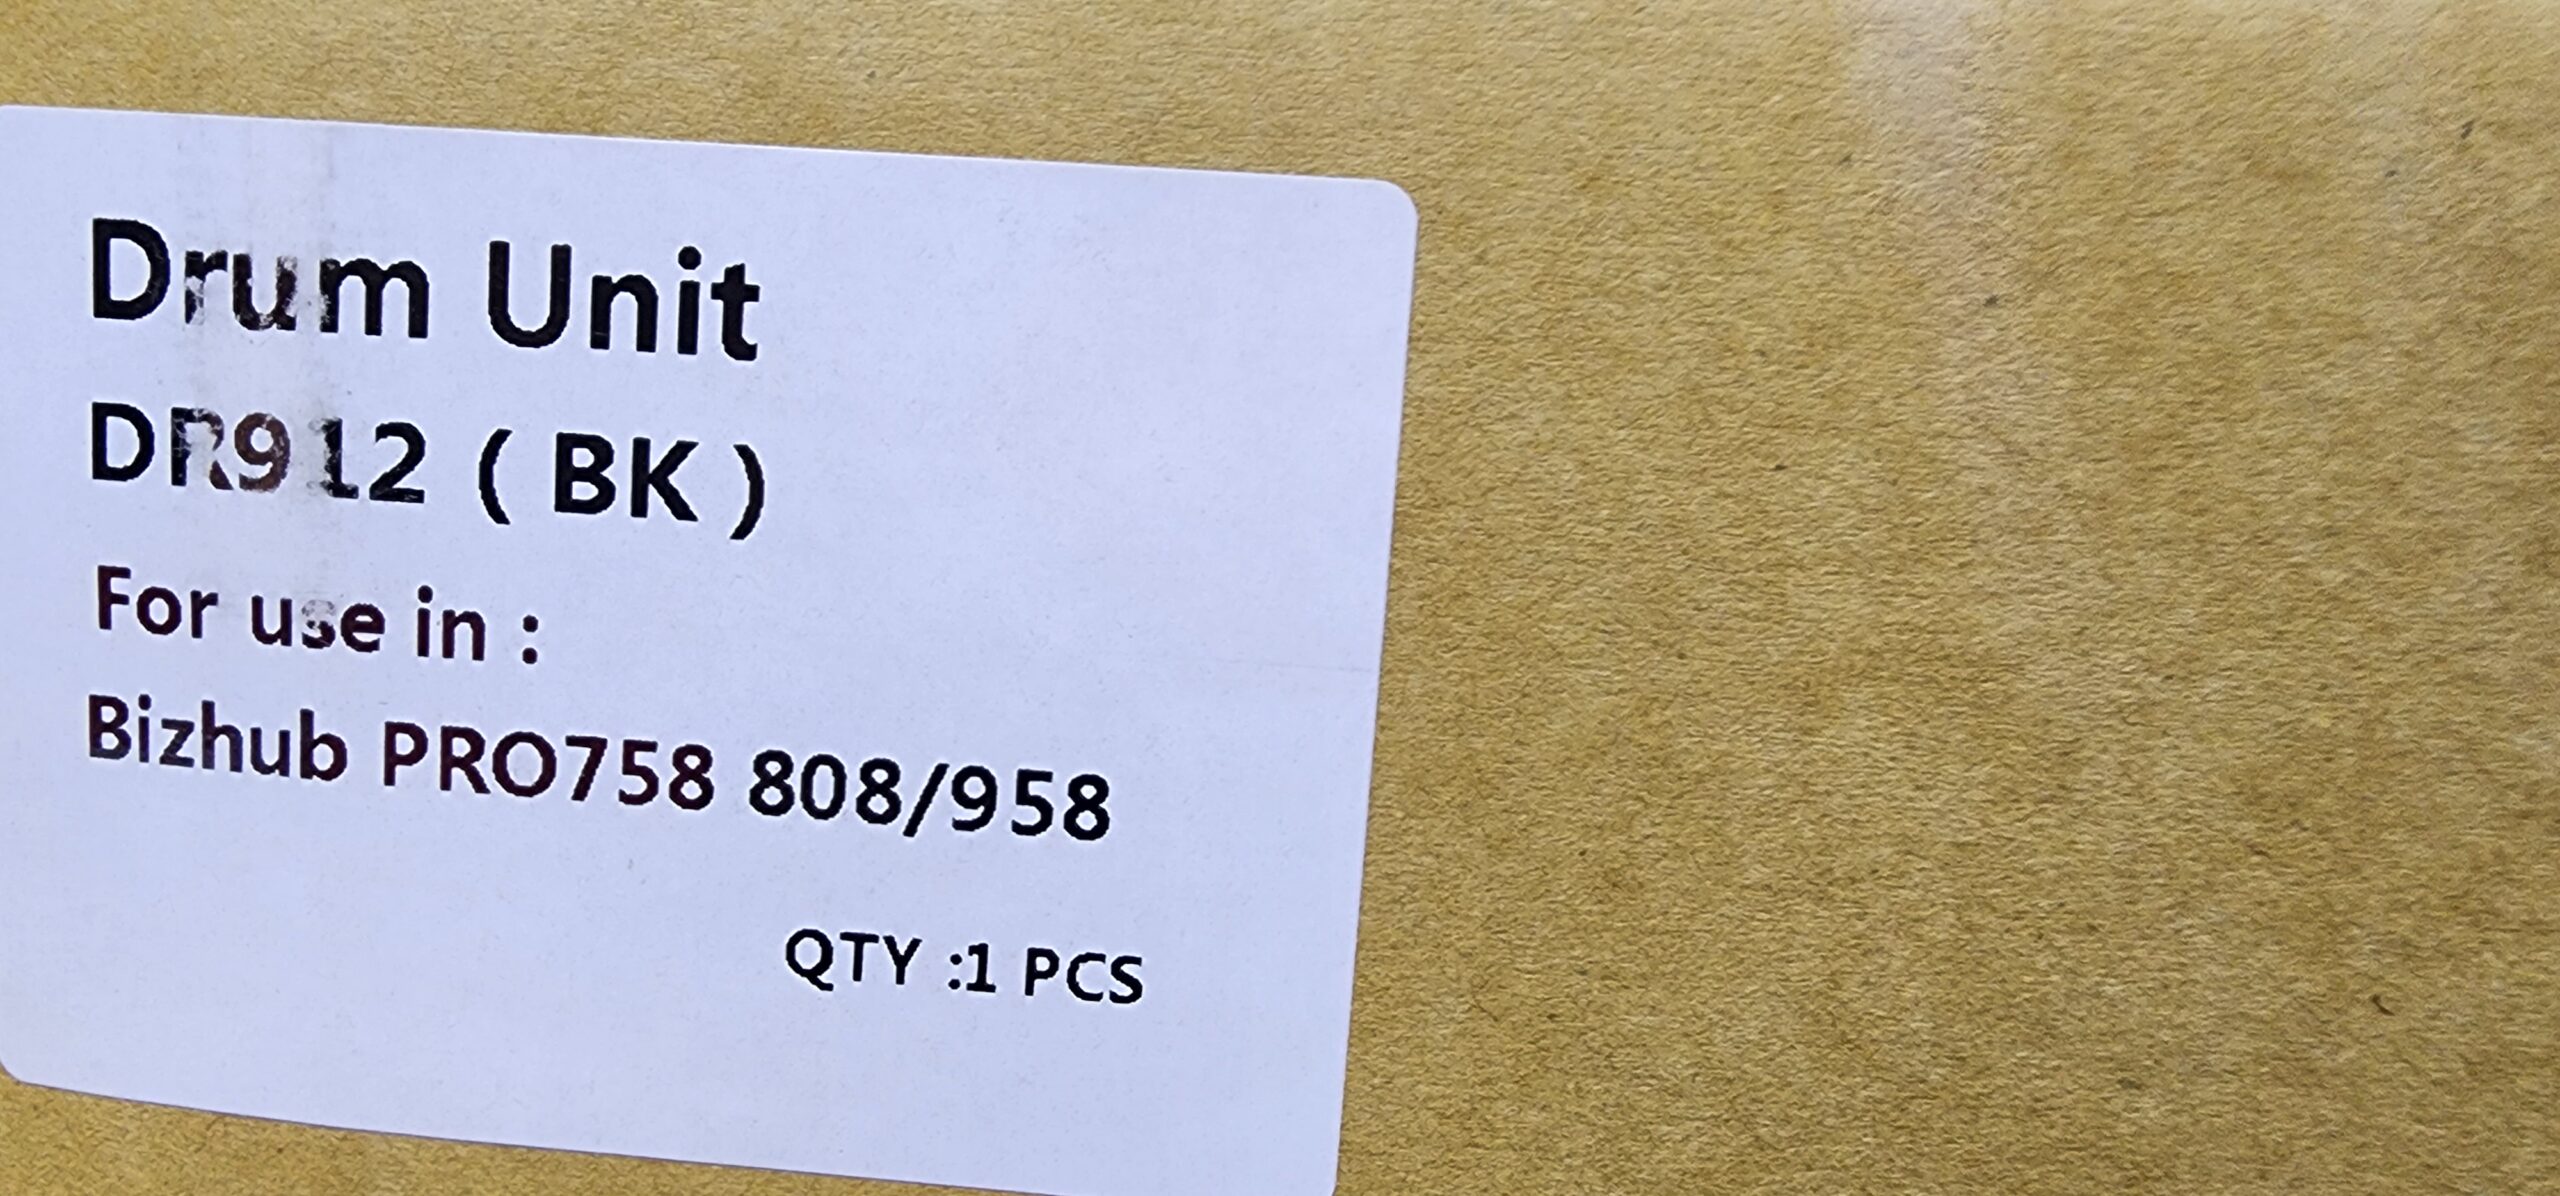 Drum Unit
DR912 ( BK )
For use in :
Bizhub PRO758 808/958
QTY :1 PCS